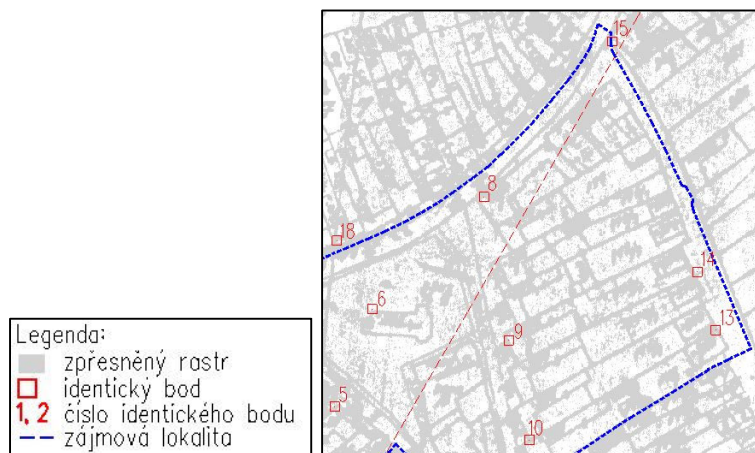 15
8
18
14
6
13
9
5
10
Legenda:
zpřesněný rastr
identický bod
1, 2 číslo identického bodu
zájmová lokalita